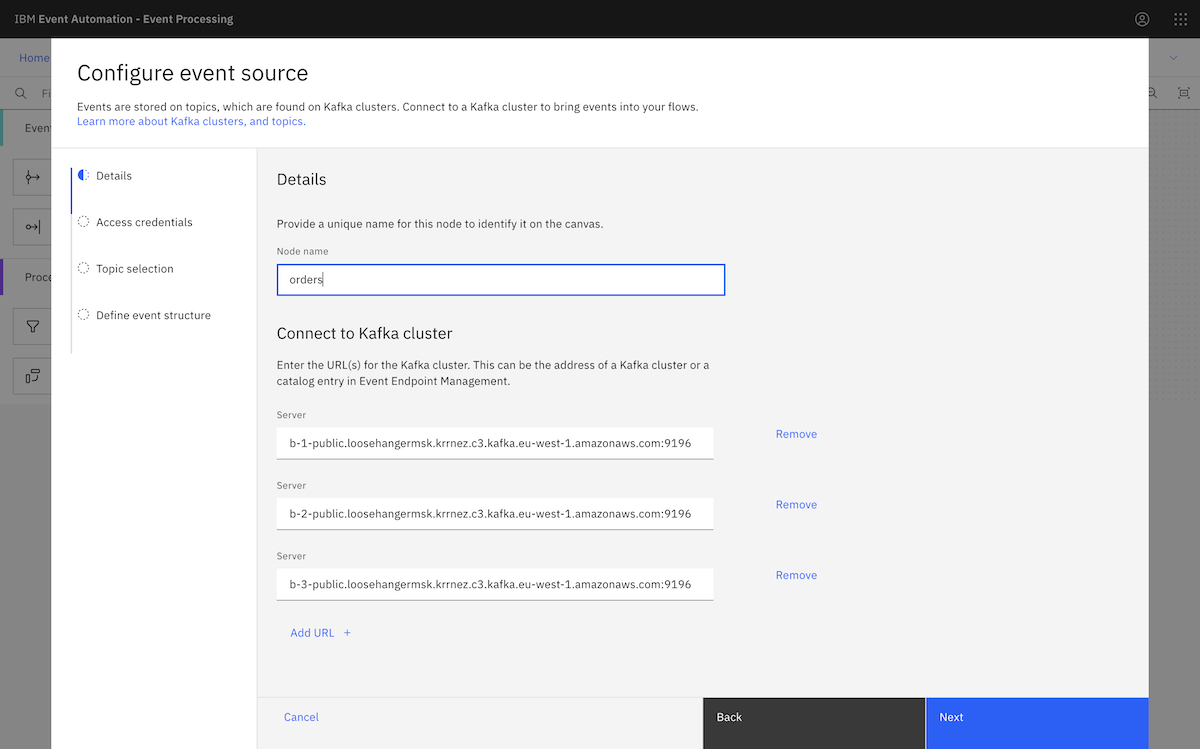 IBM Event Automation - Event Processing
Home
Fi
Event
Proce
Configure event source
Events are stored on topics, which are found on Kafka clusters. Connect to a Kafka cluster to bring events into your flows.
Learn more about Kafka clusters, and topics.
Details
Access credentials
Topic selection
Define event structure
Details
Provide a unique name for this node to identify it on the canvas.
Node name
orders
Connect to Kafka cluster
Enter the URL(s) for the Kafka cluster. This can be the address of a Kafka cluster or a
catalog entry in Event Endpoint Management.
Server
b-1-public.loosehangermsk.krrnez.c3.kafka.eu-west-1.amazonaws.com:9196
Remove
Server
b-2-public.loosehangermsk.krrnez.c3.kafka.eu-west-1.amazonaws.com:9196
Remove
Server
b-3-public.loosehangermsk.krrnez.c3.kafka.eu-west-1.amazonaws.com:9196
Remove
Add URL +
Cancel
Back
Next